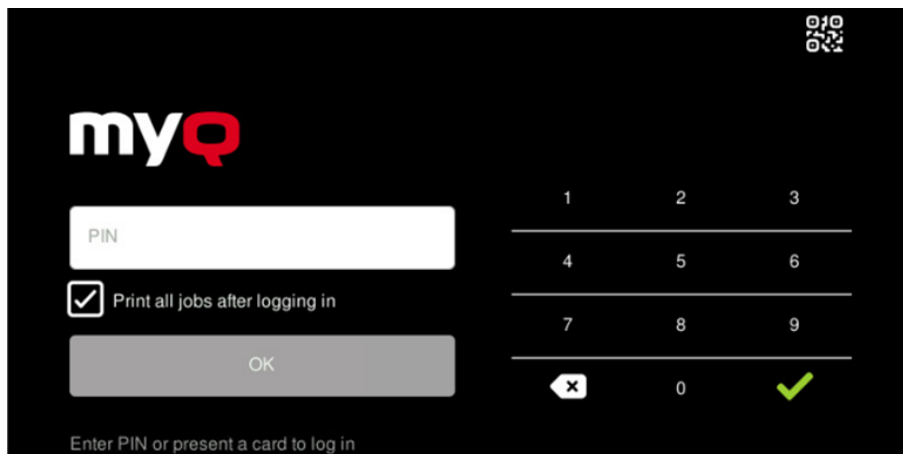 myQ
PIN
Print all jobs after logging in
OK
Enter PIN or present a card to log in
1 2 3
4 5 6
7 8 9
0